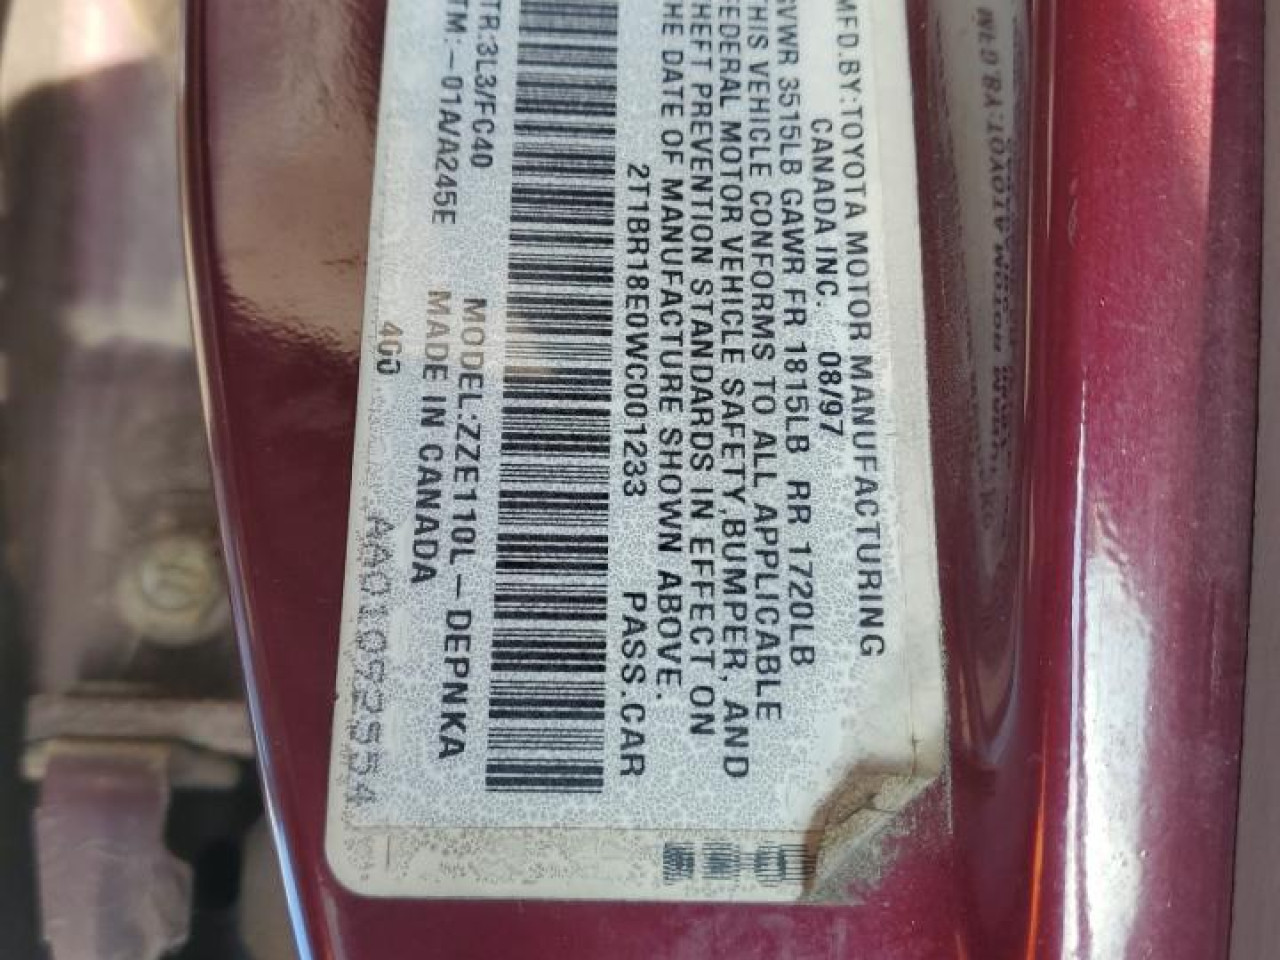 MFD.BY:TOYOTA MOTOR MANUFACTURING
CANADA INC. 08/97
GVWR 3515LB GAWR FR 1815LB RR 1720LB
THIS VEHICLE CONFORMS TO ALL APPLICABLE
FEDERAL MOTOR VEHICLE SAFETY,BUMPER, AND
THEFT PREVENTION STANDARDS IN EFFECT ON
THE DATE OF MANUFACTURE SHOWN ABOVE.
2T1BR18E0WC001233 PASS.CAR
TR:3L3/FC40 MODEL:ZZE110L-DEPNKA
TM:-01A/A245E MADE IN CANADA
400 AA01092554